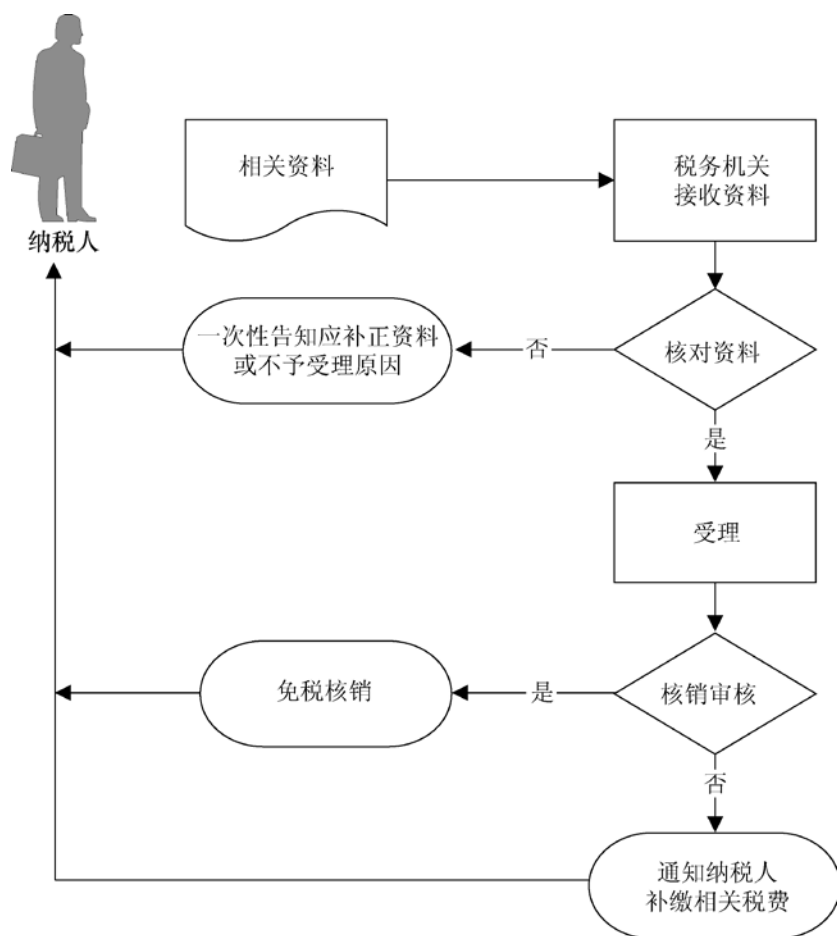 相关资料
税务机关
接收资料
纳税人
一次性告知应补正资料
或不予受理原因
否
核对资料
是
受理
免税核销
是
核销审核
否
通知纳税人
补缴相关税费